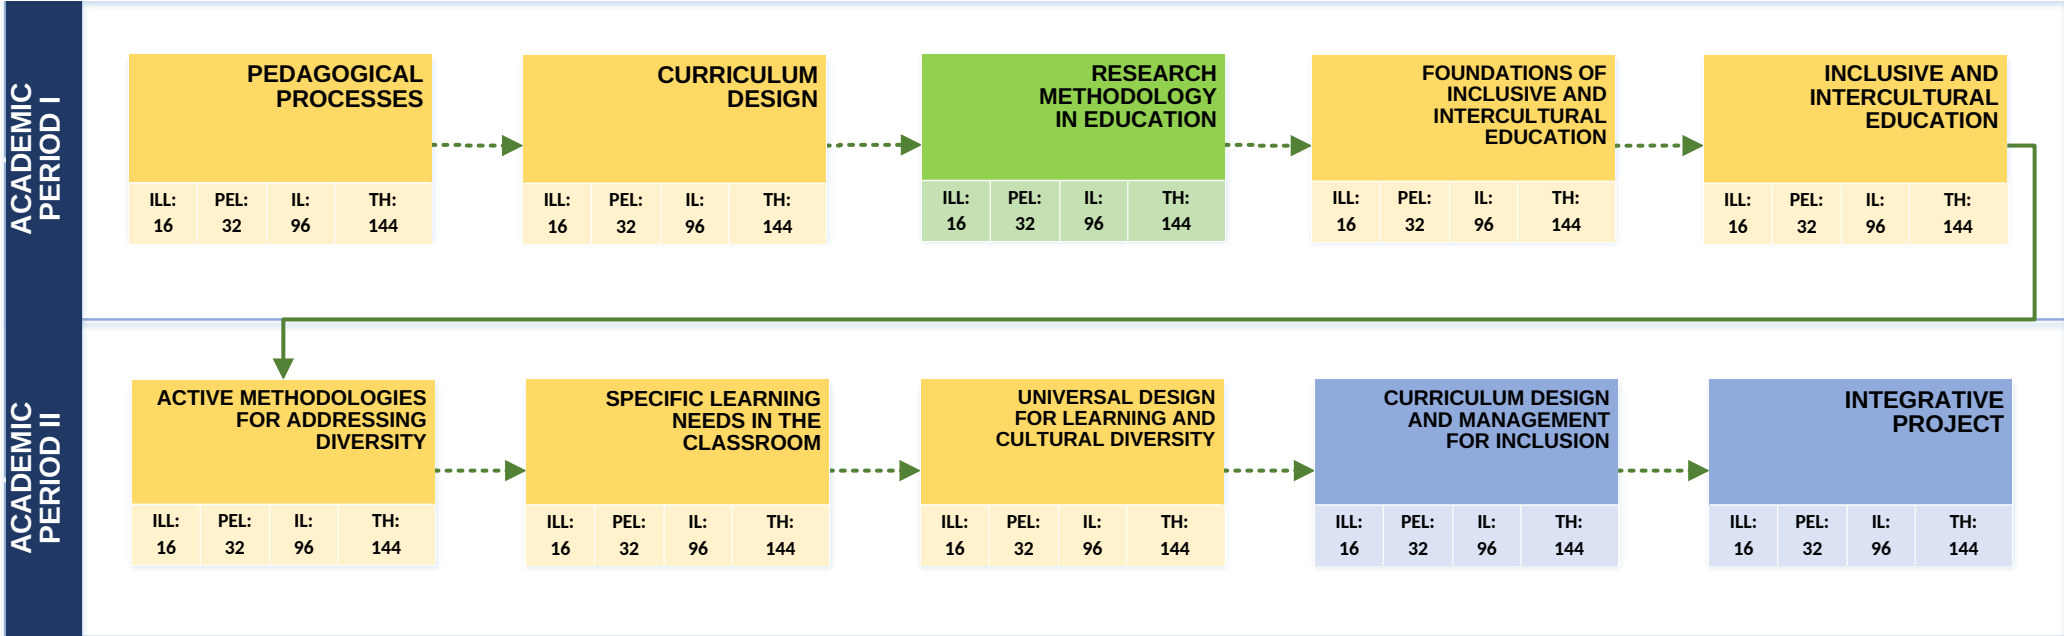 ACADEMIC
PERIOD I
PEDAGOGICAL
PROCESSES
ILL: PEL: IL: TH:
16 32 96 144
CURRICULUM
DESIGN
ILL: PEL: IL: TH:
16 32 96 144
RESEARCH
METHODOLOGY
IN EDUCATION
ILL: PEL: IL: TH:
16 32 96 144
FOUNDATIONS OF
INCLUSIVE AND
INTERCULTURAL
EDUCATION
ILL: PEL: IL: TH:
16 32 96 144
INCLUSIVE AND
INTERCULTURAL
EDUCATION
ILL: PEL: IL: TH:
16 32 96 144
ACADEMIC
PERIOD II
ACTIVE METHODOLOGIES
FOR ADDRESSING
DIVERSITY
ILL: PEL: IL: TH:
16 32 96 144
SPECIFIC LEARNING
NEEDS IN THE
CLASSROOM
ILL: PEL: IL: TH:
16 32 96 144
UNIVERSAL DESIGN
FOR LEARNING AND
CULTURAL DIVERSITY
ILL: PEL: IL: TH:
16 32 96 144
CURRICULUM DESIGN
AND MANAGEMENT
FOR INCLUSION
ILL: PEL: IL: TH:
16 32 96 144
INTEGRATIVE
PROJECT
ILL: PEL: IL: TH:
16 32 96 144